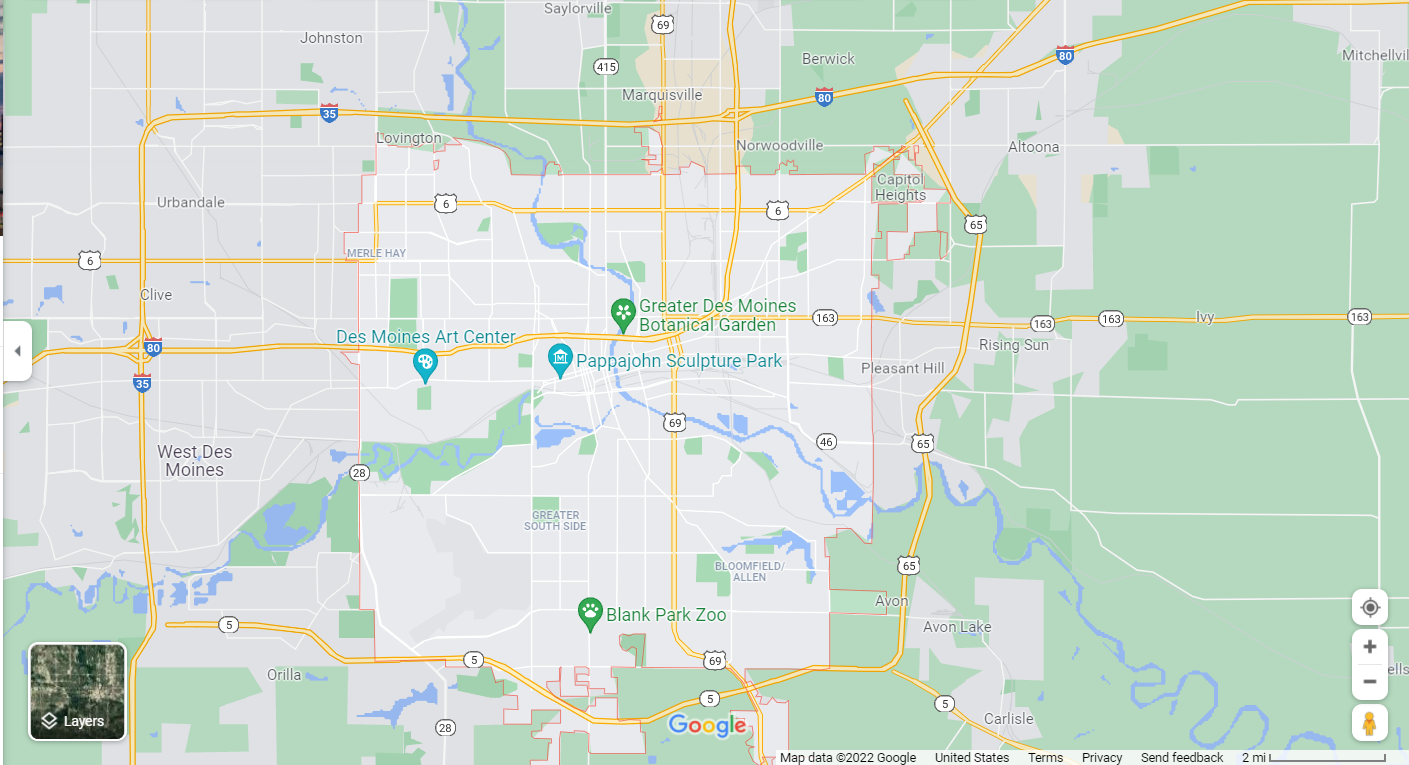 Saylorville
69
Johnston
80
Berwick
Mitchellvil
415
Marquisville
80
35
Lovington
Norwoodville
Altoona
Capitol
Heights
Urbandale
6
6
65
MERLE HAY
6
Clive
Greater Des Moines
Botanical Garden
163
163
163
Ivy
163
Des Moines Art Center
80
Rising Sun
Pappajohn Sculpture Park
Pleasant Hill
35
69
46
65
West Des
Moines
28
GREATER
SOUTH SIDE
BLOOMFIELD/
ALLEN
65
Avon
Blank Park Zoo
5
Avon Lake
5
69
ells
Orilla
5
5
Layers
28
Google
Carlisle
Map data ©2022 Google United States Terms Privacy Send feedback 2 mi